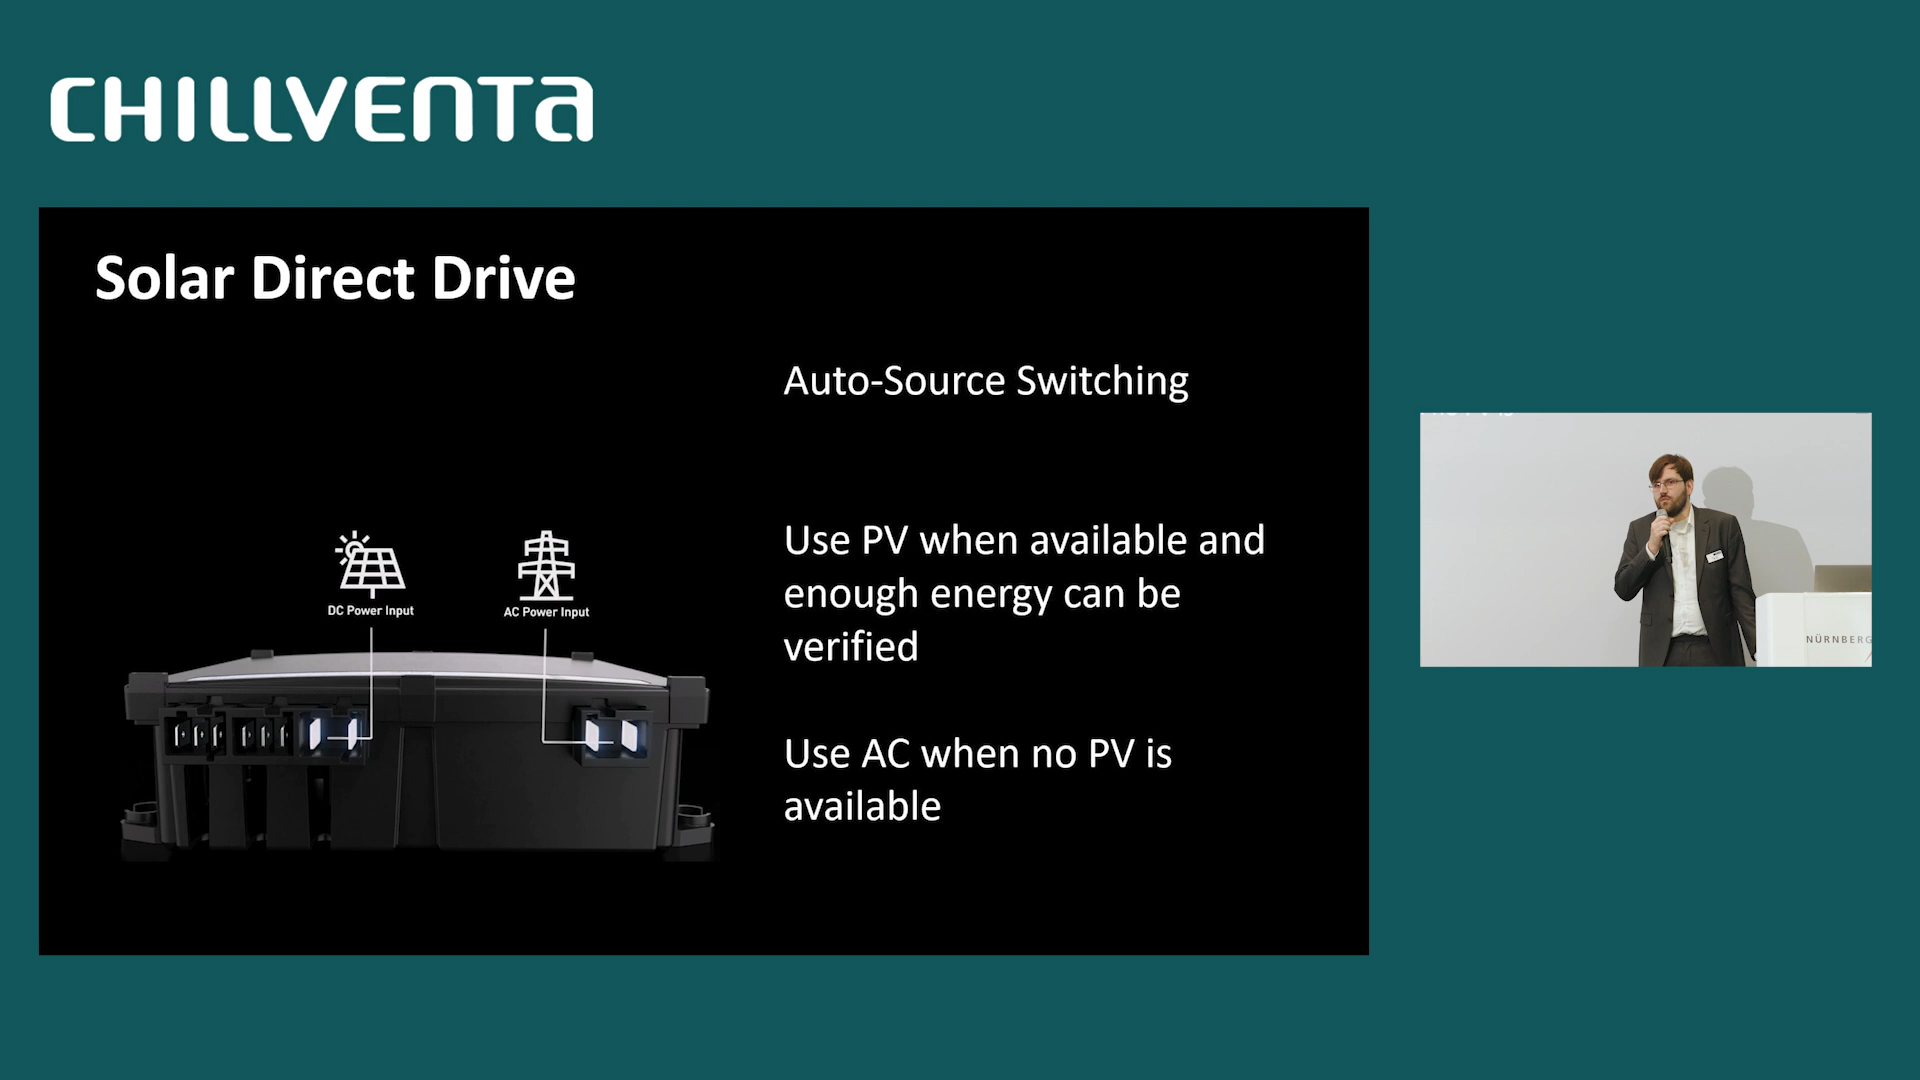 CHILLVENTA
Solar Direct Drive
Auto-Source Switching
Use PV when available and
enough energy can be
verified
Use AC when no PV is
available
DC Power Input
AC Power Input
NÜRNBERG